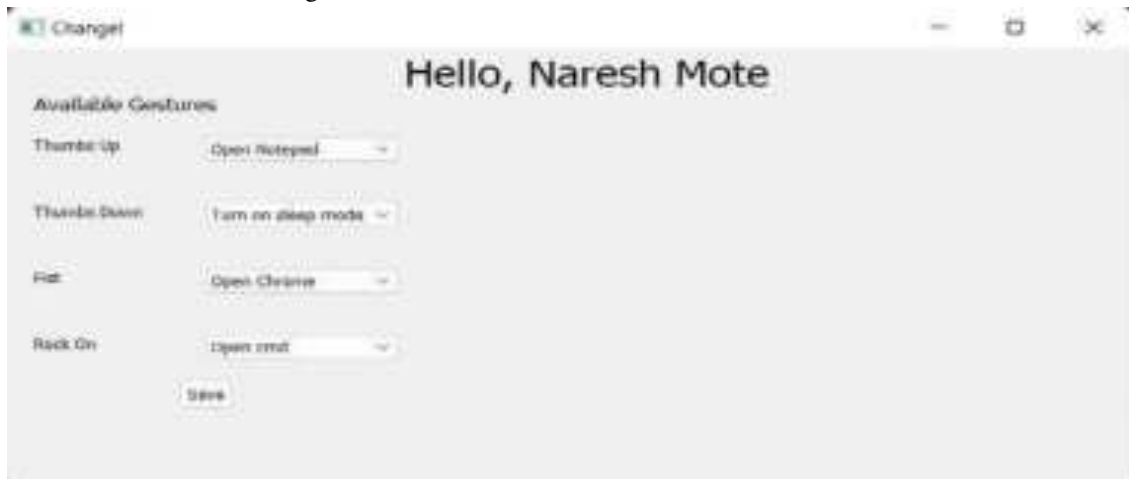 Change!
Hello, Naresh Mote
Available Gestures
Thumbs Up
Open Notepad
Thumbs Down
Turn on sleep mode
Fist
Open Chrome
Rock On
Open cmd
Save